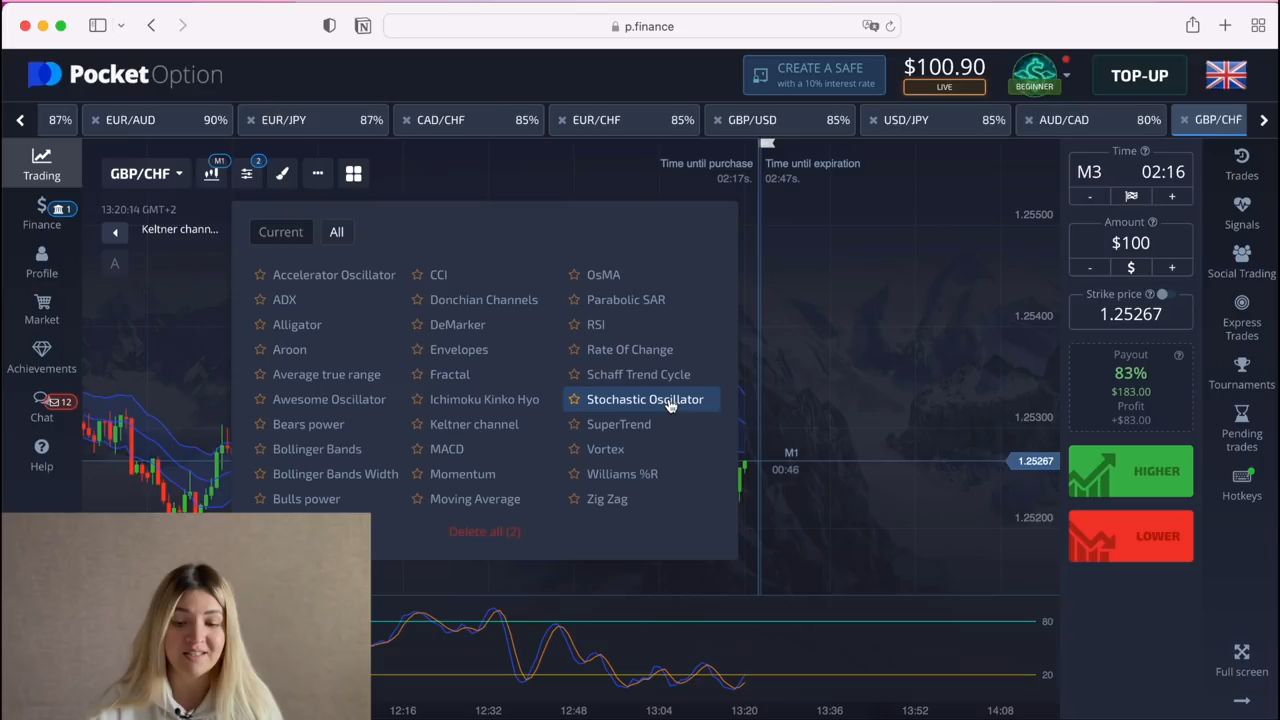 p.finance
PocketOption
CREATE A SAFE
with a 10% interest rate
$100.90
LIVE
BEGINNER
TOP-UP
87%
EUR/AUD 90%
EUR/JPY 87%
CAD/CHF 85%
EUR/CHF 85%
GBP/USD 85%
USD/JPY 85%
AUD/CAD 80%
GBP/CHF
Trading
Finance
1
Profile
Market
Achievements
Chat
12
Help
GBP/CHF
M1
2
13:20:14 GMT+2
Keltner chann...
A
Time until purchase
02:17s.
Time until expiration
02:47s.
Current
All
Accelerator Oscillator
ADX
Alligator
Aroon
Average true range
Awesome Oscillator
Bears power
Bollinger Bands
Bollinger Bands Width
Bulls power
CCI
Donchian Channels
DeMarker
Envelopes
Fractal
Ichimoku Kinko Hyo
Keltner channel
MACD
Momentum
Moving Average
OsMA
Parabolic SAR
RSI
Rate Of Change
Schaff Trend Cycle
Stochastic Oscillator
SuperTrend
Vortex
Williams %R
Zig Zag
Delete all (2)
M1
00:46
1.25500
1.25400
1.25300
1.25267
1.25200
80
20
12:16
12:32
12:48
13:04
13:20
13:36
13:52
14:08
Time
M3 02:16
- +
Amount
$100
- $ +
Strike price
1.25267
Payout
83%
$183.00
Profit
+$83.00
HIGHER
LOWER
Trades
Signals
Social Trading
Express
Trades
Tournaments
Pending
trades
Hotkeys
Full screen